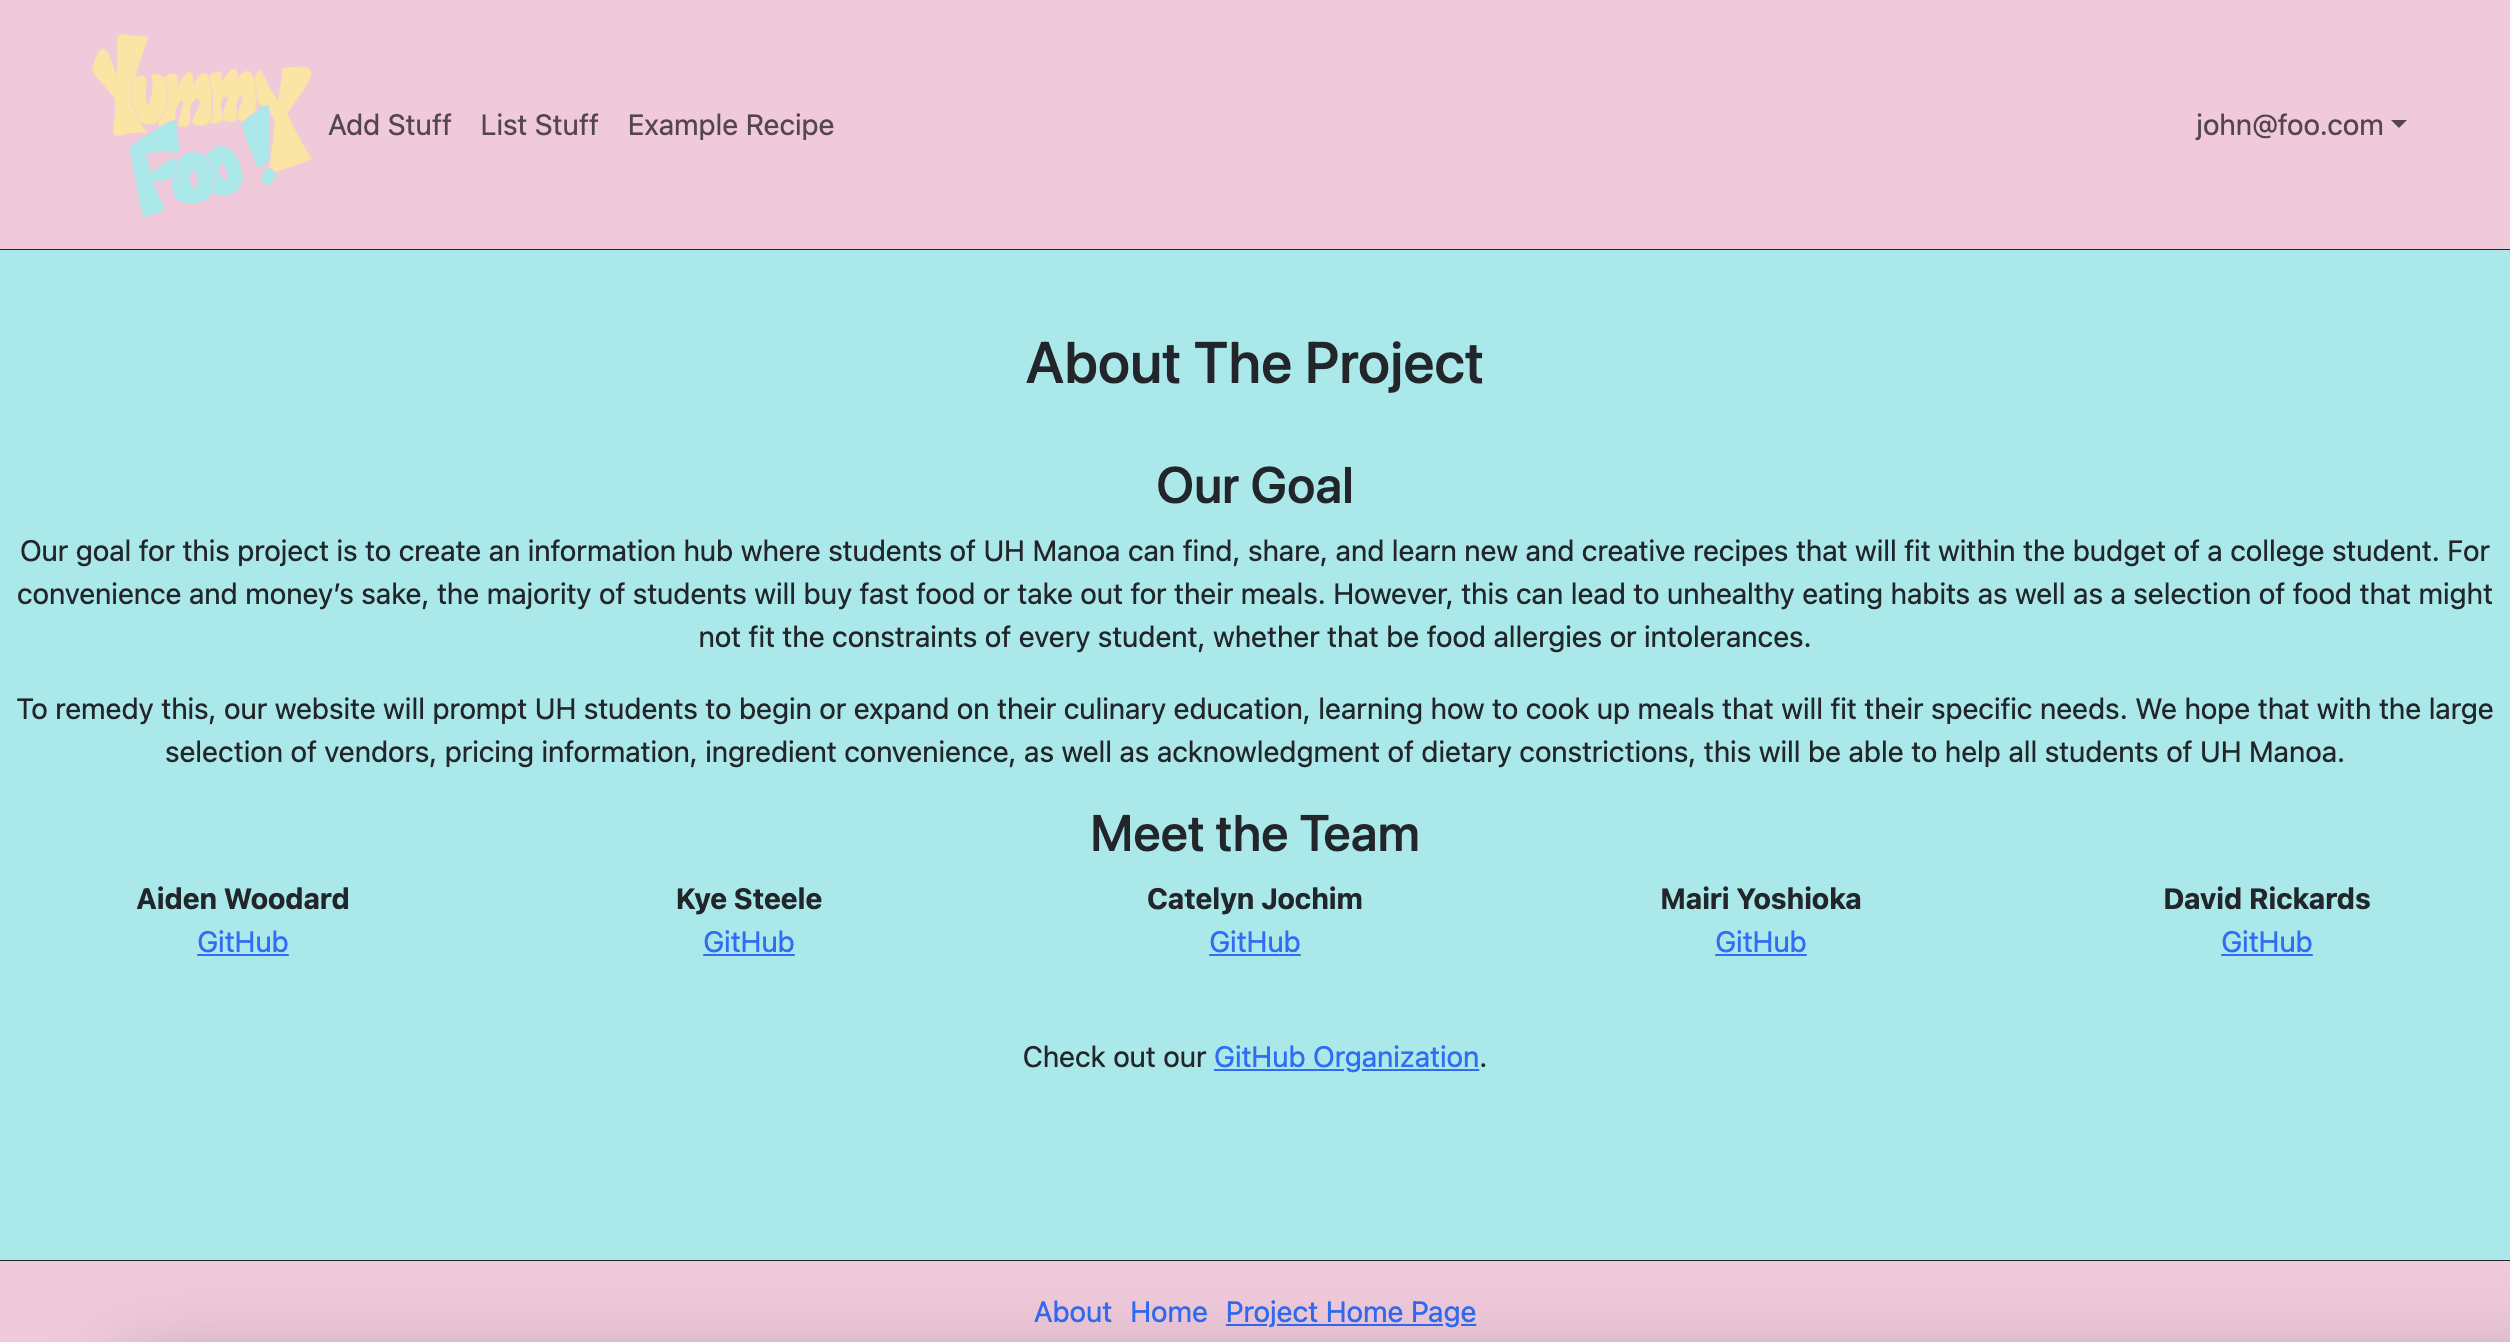 Yummy
Foo!
Add Stuff List Stuff Example Recipe john@foo.com
About The Project
Our Goal
Our goal for this project is to create an information hub where students of UH Manoa can find, share, and learn new and creative recipes that will fit within the budget of a college student. For
convenience and money’s sake, the majority of students will buy fast food or take out for their meals. However, this can lead to unhealthy eating habits as well as a selection of food that might
not fit the constraints of every student, whether that be food allergies or intolerances.
To remedy this, our website will prompt UH students to begin or expand on their culinary education, learning how to cook up meals that will fit their specific needs. We hope that with the large
selection of vendors, pricing information, ingredient convenience, as well as acknowledgment of dietary constrictions, this will be able to help all students of UH Manoa.
Meet the Team
Aiden Woodard Kye Steele Catelyn Jochim Mairi Yoshioka David Rickards
GitHub GitHub GitHub GitHub GitHub
Check out our GitHub Organization.
About Home Project Home Page